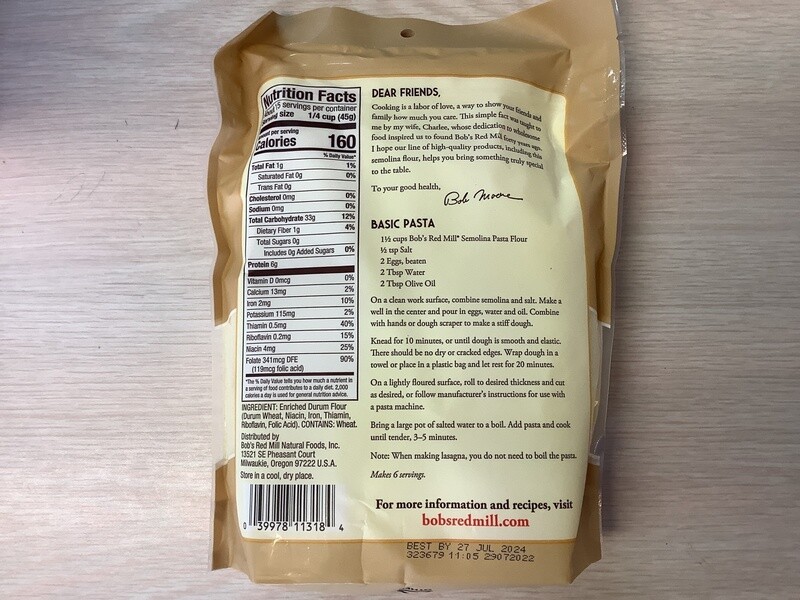 Nutrition Facts
About 15 servings per container
Serving size 1/4 cup (45g)
Amount per serving
Calories 160
% Daily Value*
Total Fat 1g 1%
Saturated Fat 0g 0%
Trans Fat 0g
Cholesterol 0mg 0%
Sodium 0mg 0%
Total Carbohydrate 33g 12%
Dietary Fiber 1g 4%
Total Sugars 0g
Includes 0g Added Sugars 0%
Protein 6g
Vitamin D 0mcg 0%
Calcium 13mg 2%
Iron 2mg 10%
Potassium 115mg 2%
Thiamin 0.5mg 40%
Riboflavin 0.2mg 15%
Niacin 4mg 25%
Folate 341mcg DFE 90%
(119mcg folic acid)
*The % Daily Value tells you how much a nutrient in
a serving of food contributes to a daily diet. 2,000
calories a day is used for general nutrition advice.
INGREDIENT: Enriched Durum Flour
(Durum Wheat, Niacin, Iron, Thiamin,
Riboflavin, Folic Acid). CONTAINS: Wheat.
Distributed by
Bob's Red Mill Natural Foods, Inc.
13521 SE Pheasant Court
Milwaukie, Oregon 97222 U.S.A.
Store in a cool, dry place.
0 39978 11318 4
DEAR FRIENDS,
Cooking is a labor of love, a way to show your friends and
family how much you care. This simple fact was taught to
me by my wife, Charlee, whose dedication to wholesome
food inspired us to found Bob's Red Mill forty years ago.
I hope our line of high-quality products, including this
semolina flour, helps you bring something truly special
to the table.
To your good health,
Bob Moore
BASIC PASTA
1½ cups Bob's Red Mill® Semolina Pasta Flour
½ tsp Salt
2 Eggs, beaten
2 Tbsp Water
2 Tbsp Olive Oil
On a clean work surface, combine semolina and salt. Make a
well in the center and pour in eggs, water and oil. Combine
with hands or dough scraper to make a stiff dough.
Knead for 10 minutes, or until dough is smooth and elastic.
There should be no dry or cracked edges. Wrap dough in a
towel or place in a plastic bag and let rest for 20 minutes.
On a lightly floured surface, roll to desired thickness and cut
as desired, or follow manufacturer's instructions for use with
a pasta machine.
Bring a large pot of salted water to a boil. Add pasta and cook
until tender, 3–5 minutes.
Note: When making lasagna, you do not need to boil the pasta.
Makes 6 servings.
For more information and recipes, visit
bobsredmill.com
BEST BY 27 JUL 2024
323679 11:05 29072022